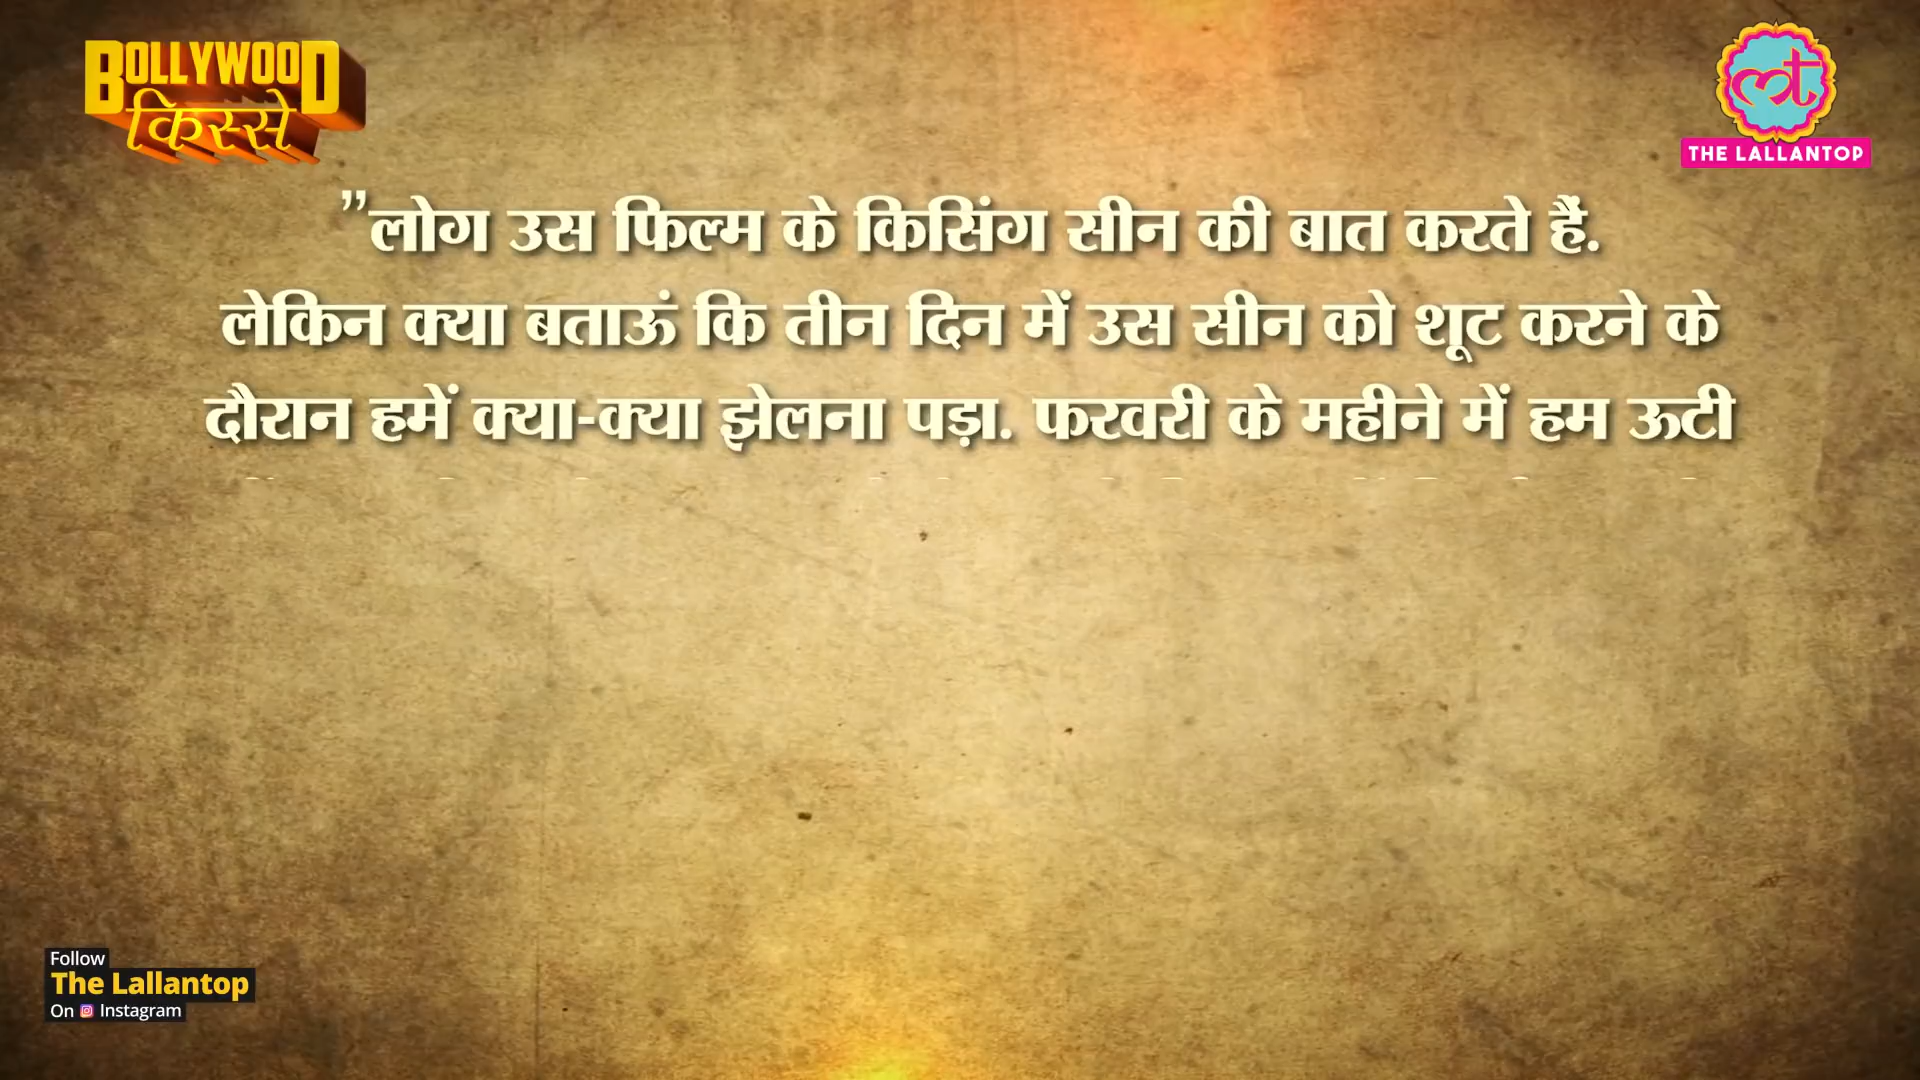 BOLLYWOOD
किस्से
THE LALLANTOP
"लोग उस फिल्म के किसिंग सीन की बात करते हैं.
लेकिन क्या बताऊं कि तीन दिन में उस सीन को शूट करने के
दौरान हमें क्या-क्या झेलना पड़ा. फरवरी के महीने में हम ऊटी
Follow
The Lallantop
On Instagram